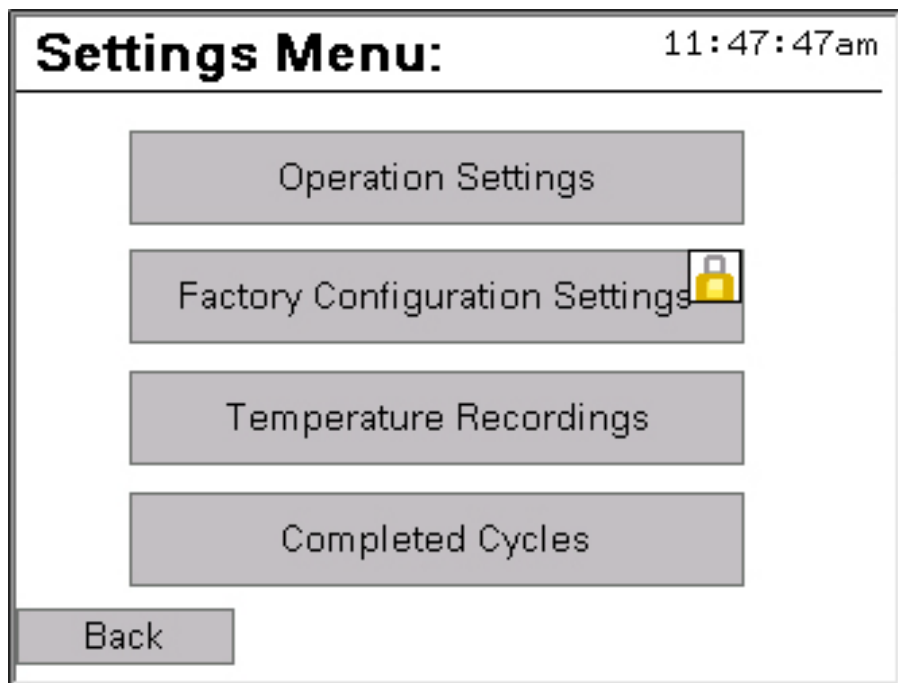 Settings Menu:
11:47:47am
Operation Settings
Factory Configuration Settings
Temperature Recordings
Completed Cycles
Back